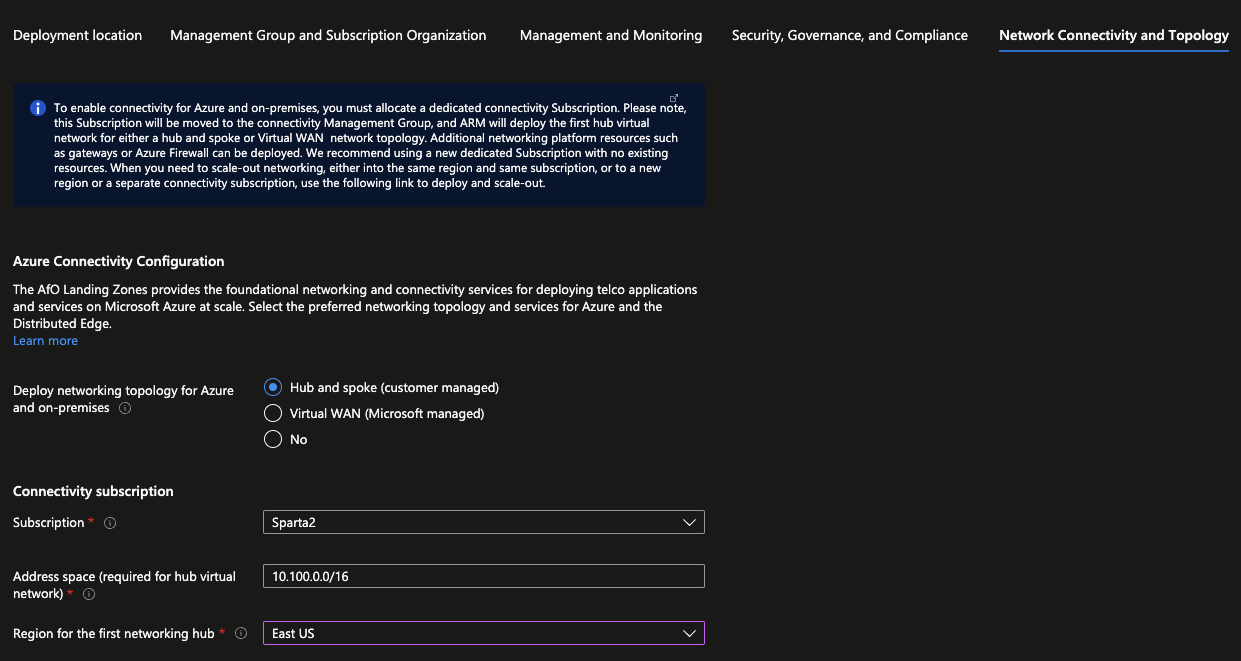 Deployment location Management Group and Subscription Organization Management and Monitoring Security, Governance, and Compliance Network Connectivity and Topology
To enable connectivity for Azure and on-premises, you must allocate a dedicated connectivity Subscription. Please note,
this Subscription will be moved to the connectivity Management Group, and ARM will deploy the first hub virtual
network for either a hub and spoke or Virtual WAN network topology. Additional networking platform resources such
as gateways or Azure Firewall can be deployed. We recommend using a new dedicated Subscription with no existing
resources. When you need to scale-out networking, either into the same region and same subscription, or to a new
region or a separate connectivity subscription, use the following link to deploy and scale-out.
Azure Connectivity Configuration
The AfO Landing Zones provides the foundational networking and connectivity services for deploying telco applications
and services on Microsoft Azure at scale. Select the preferred networking topology and services for Azure and the
Distributed Edge.
Learn more
Deploy networking topology for Azure
and on-premises
Hub and spoke (customer managed)
Virtual WAN (Microsoft managed)
No
Connectivity subscription
Subscription * Sparta2
Address space (required for hub virtual
network) *
10.100.0.0/16
Region for the first networking hub * East US